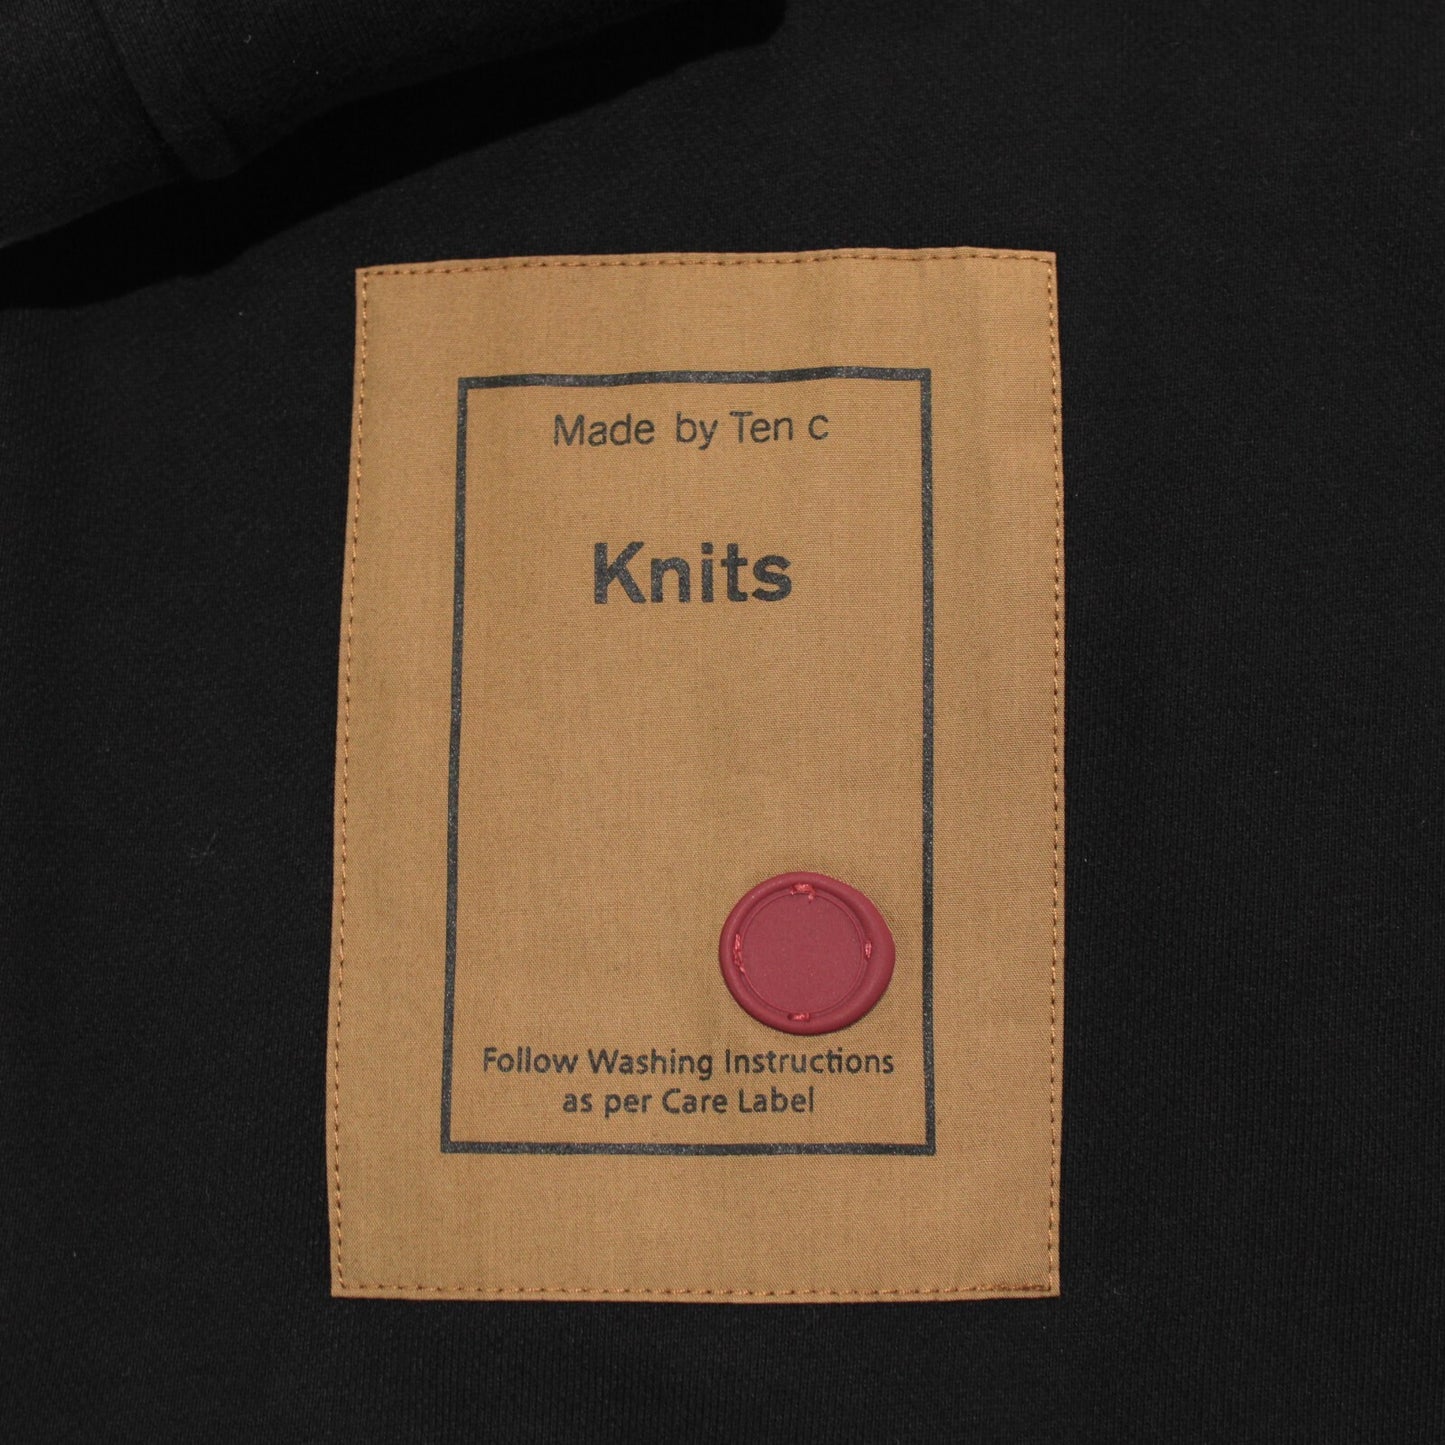 Made by Ten c
Knits
Follow Washing Instructions
as per Care Label